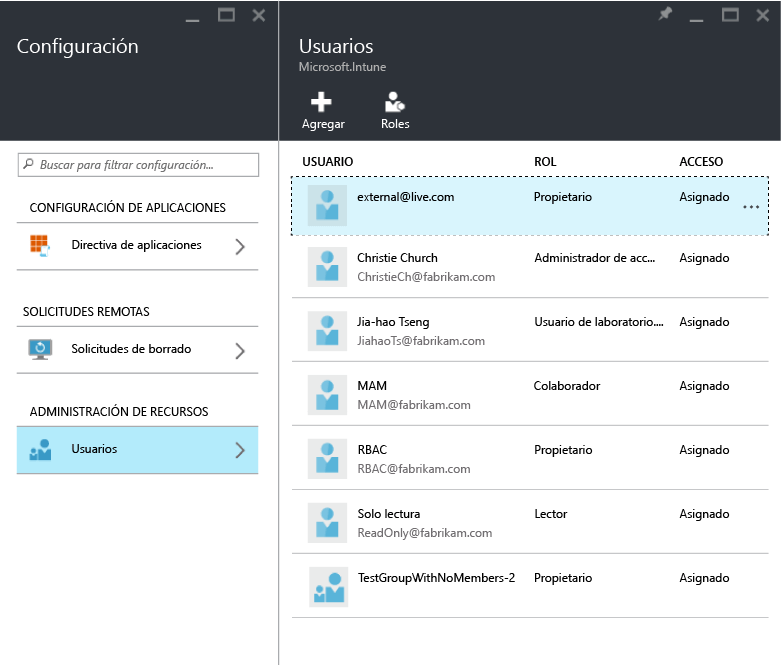 Configuración
Buscar para filtrar configuración...
CONFIGURACIÓN DE APLICACIONES
Directiva de aplicaciones
SOLICITUDES REMOTAS
Solicitudes de borrado
ADMINISTRACIÓN DE RECURSOS
Usuarios
Usuarios
Microsoft.Intune
Agregar Roles
USUARIO ROL ACCESO
external@live.com Propietario Asignado ...
Christie Church Administrador de acc... Asignado
ChristieCh@fabrikam.com
Jia-hao Tseng Usuario de laboratorio.... Asignado
JiahaoTs@fabrikam.com
MAM Colaborador Asignado
MAM@fabrikam.com
RBAC Propietario Asignado
RBAC@fabrikam.com
Solo lectura Lector Asignado
ReadOnly@fabrikam.com
TestGroupWithNoMembers-2 Propietario Asignado